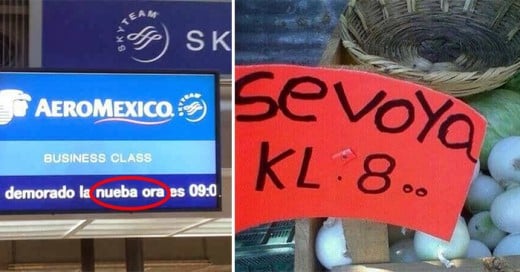 SKYTEAM
SK
AEROMEXICO. SKYTEAM
BUSINESS CLASS
demorado la nueba ora es 09:0
sevoya
KL. 8..